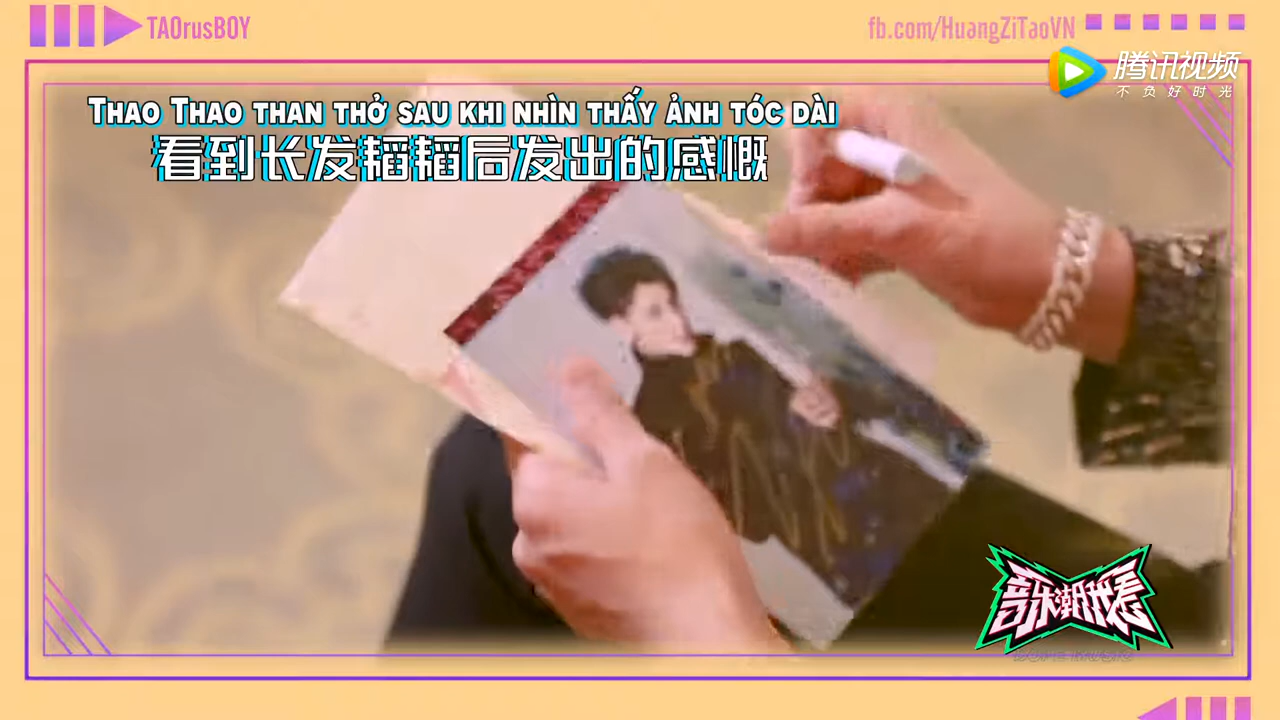 TAOrusBOY
fb.com/HuangZiTaoVN
腾讯视频
不负好时光
THAO THAO THAN THỞ SAU KHI NHÌN THẤY ẢNH TÓC DÀI
看到长发韬韬后发出的感慨